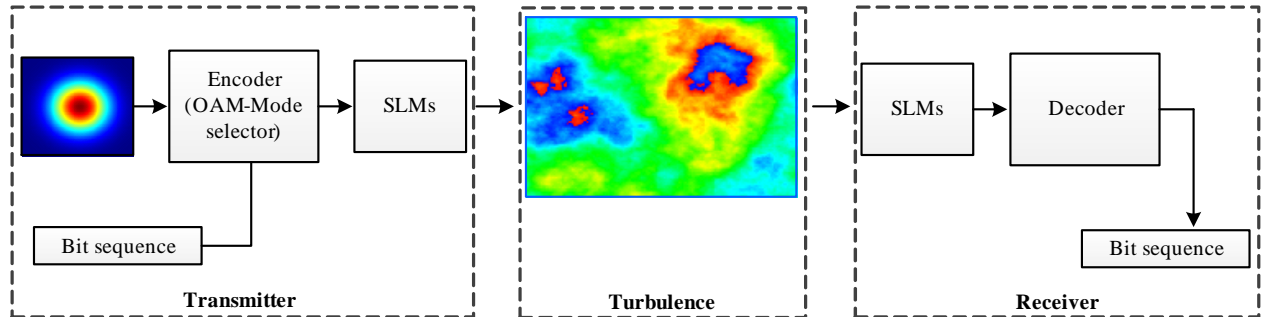 Encoder
(OAM-Mode
selector)
SLMs
Bit sequence
Transmitter
Turbulence
SLMs
Decoder
Bit sequence
Receiver